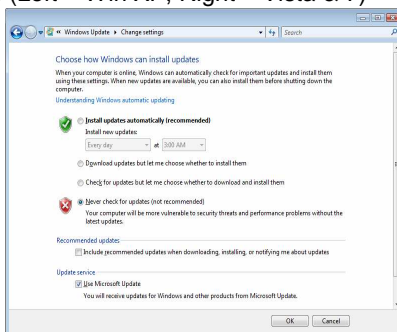 (Left = Win XP, Right = Vista & 7)
« Windows Update ▸ Change settings
Search
Choose how Windows can install updates
When your computer is online, Windows can automatically check for important updates and install them
using these settings. When new updates are available, you can also install them before shutting down the
computer.
Understanding Windows automatic updating
Install updates automatically (recommended)
Install new updates:
Every day at 3:00 AM
Download updates but let me choose whether to install them
Check for updates but let me choose whether to download and install them
Never check for updates (not recommended)
Your computer will be more vulnerable to security threats and performance problems without the
latest updates.
Recommended updates
Include recommended updates when downloading, installing, or notifying me about updates
Update service
Use Microsoft Update
You will receive updates for Windows and other products from Microsoft Update.
OK Cancel